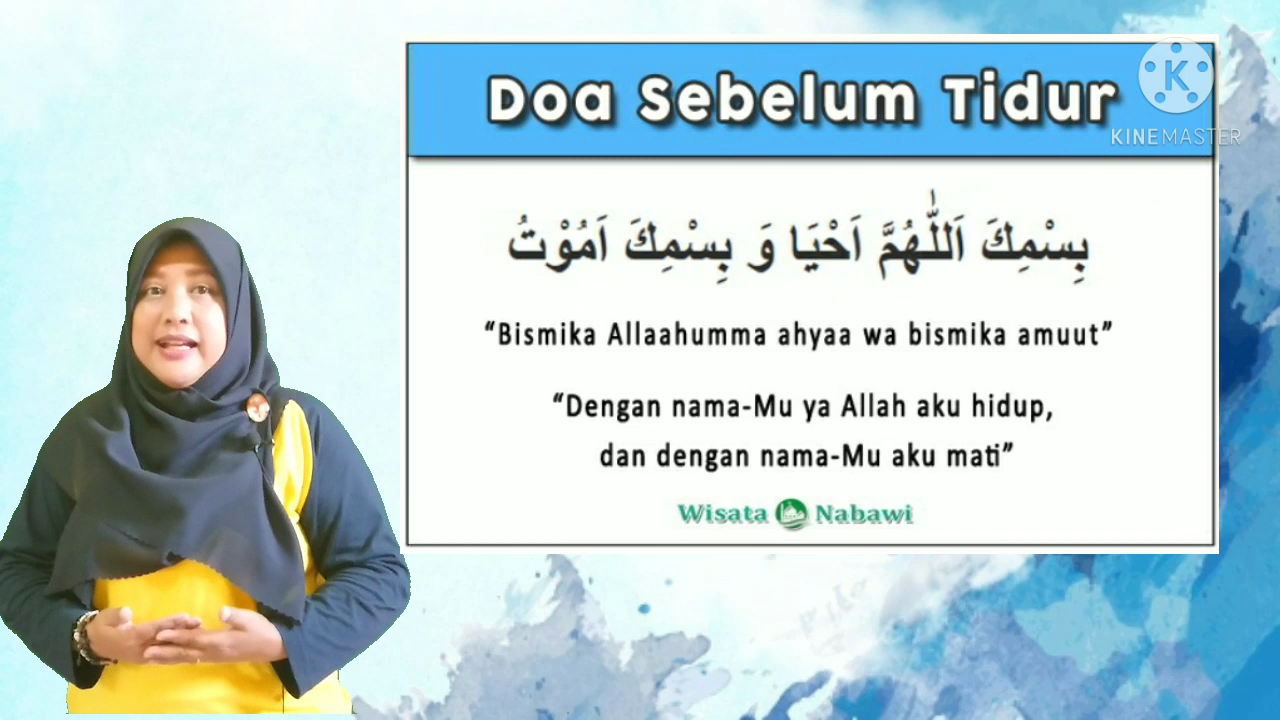 Doa Sebelum Tidur
KINEMASTER
بِسْمِكَ اَللّٰهُمَّ اَحْيَا وَ بِسْمِكَ اَمُوْتُ
“Bismika Allaahumma ahyaa wa bismika amuut”
“Dengan nama-Mu ya Allah aku hidup,
dan dengan nama-Mu aku mati”
Wisata Nabawi